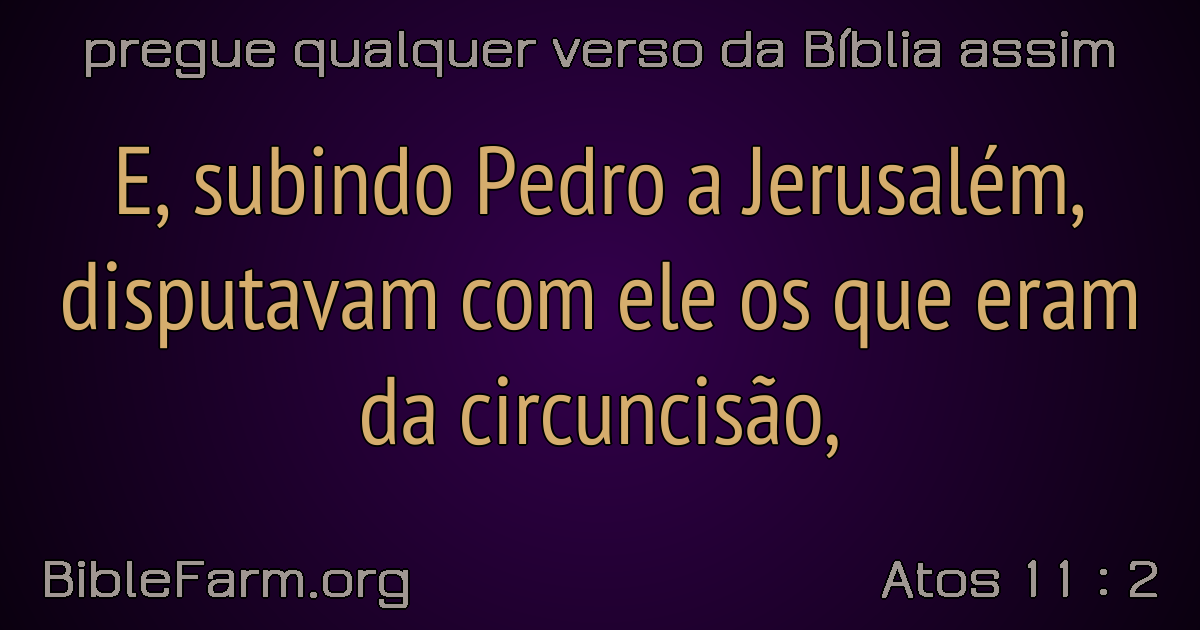 pregue qualquer verso da Bíblia assim
E, subindo Pedro a Jerusalém,
disputavam com ele os que eram
da circuncisão,
BibleFarm.org
Atos 11 : 2